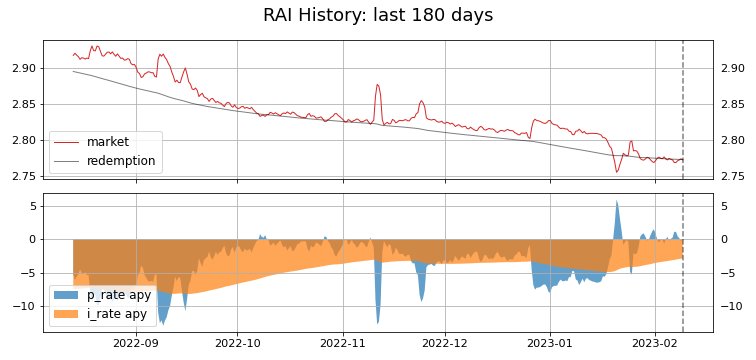 RAI History: last 180 days
2.90 2.90
2.85 2.85
2.80 2.80
2.75 2.75
market
redemption
5 5
0 0
−5 −5
−10 −10
p_rate apy
i_rate apy
2022-09 2022-10 2022-11 2022-12 2023-01 2023-02